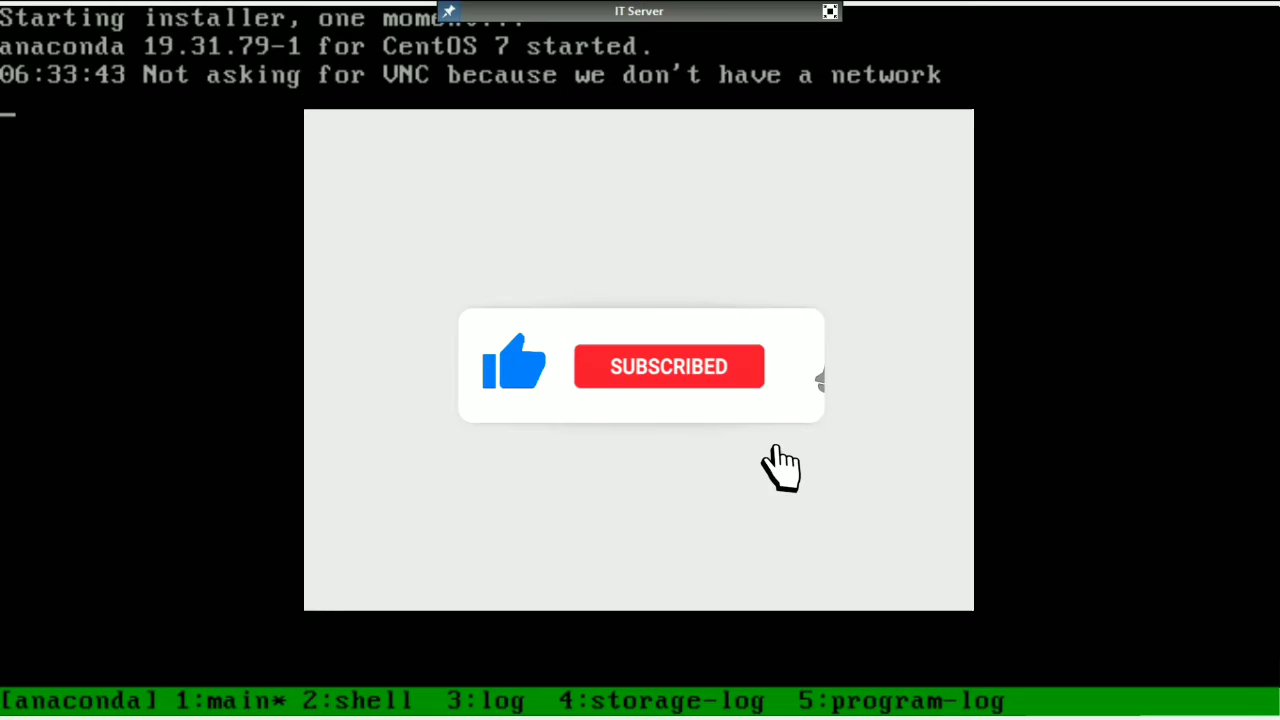 IT Server
Starting installer, one moment...
anaconda 19.31.79-1 for CentOS 7 started.
06:33:43 Not asking for VNC because we don't have a network
SUBSCRIBED
[anaconda] 1:main* 2:shell 3:log 4:storage-log 5:program-log